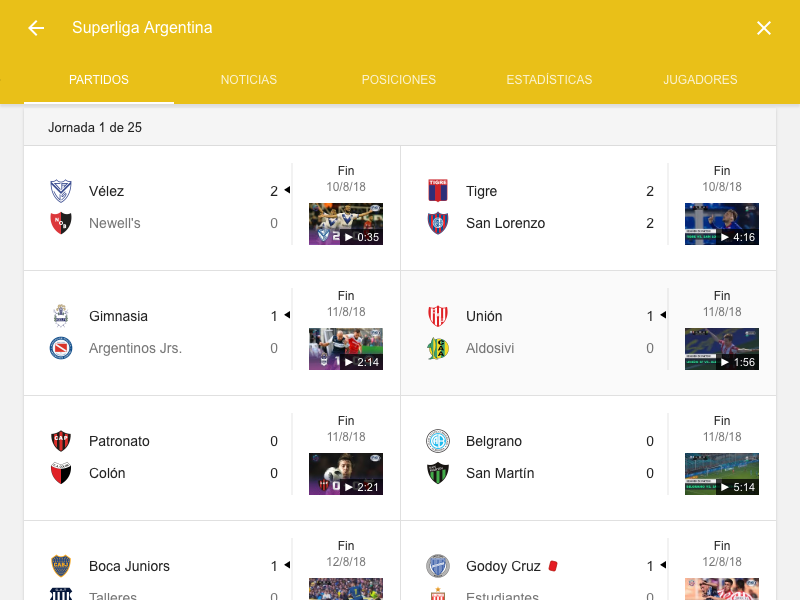 Superliga Argentina
PARTIDOS NOTICIAS POSICIONES ESTADÍSTICAS JUGADORES
Jornada 1 de 25
Vélez 2
Newell's 0
Fin
10/8/18
0:35
Tigre 2
San Lorenzo 2
Fin
10/8/18
4:16
Gimnasia 1
Argentinos Jrs. 0
Fin
11/8/18
2:14
Unión 1
Aldosivi 0
Fin
11/8/18
1:56
Patronato 0
Colón 0
Fin
11/8/18
2:21
Belgrano 0
San Martín 0
Fin
11/8/18
5:14
Boca Juniors 1
Talleres 0
Fin
12/8/18
Godoy Cruz 1
Estudiantes 0
Fin
12/8/18